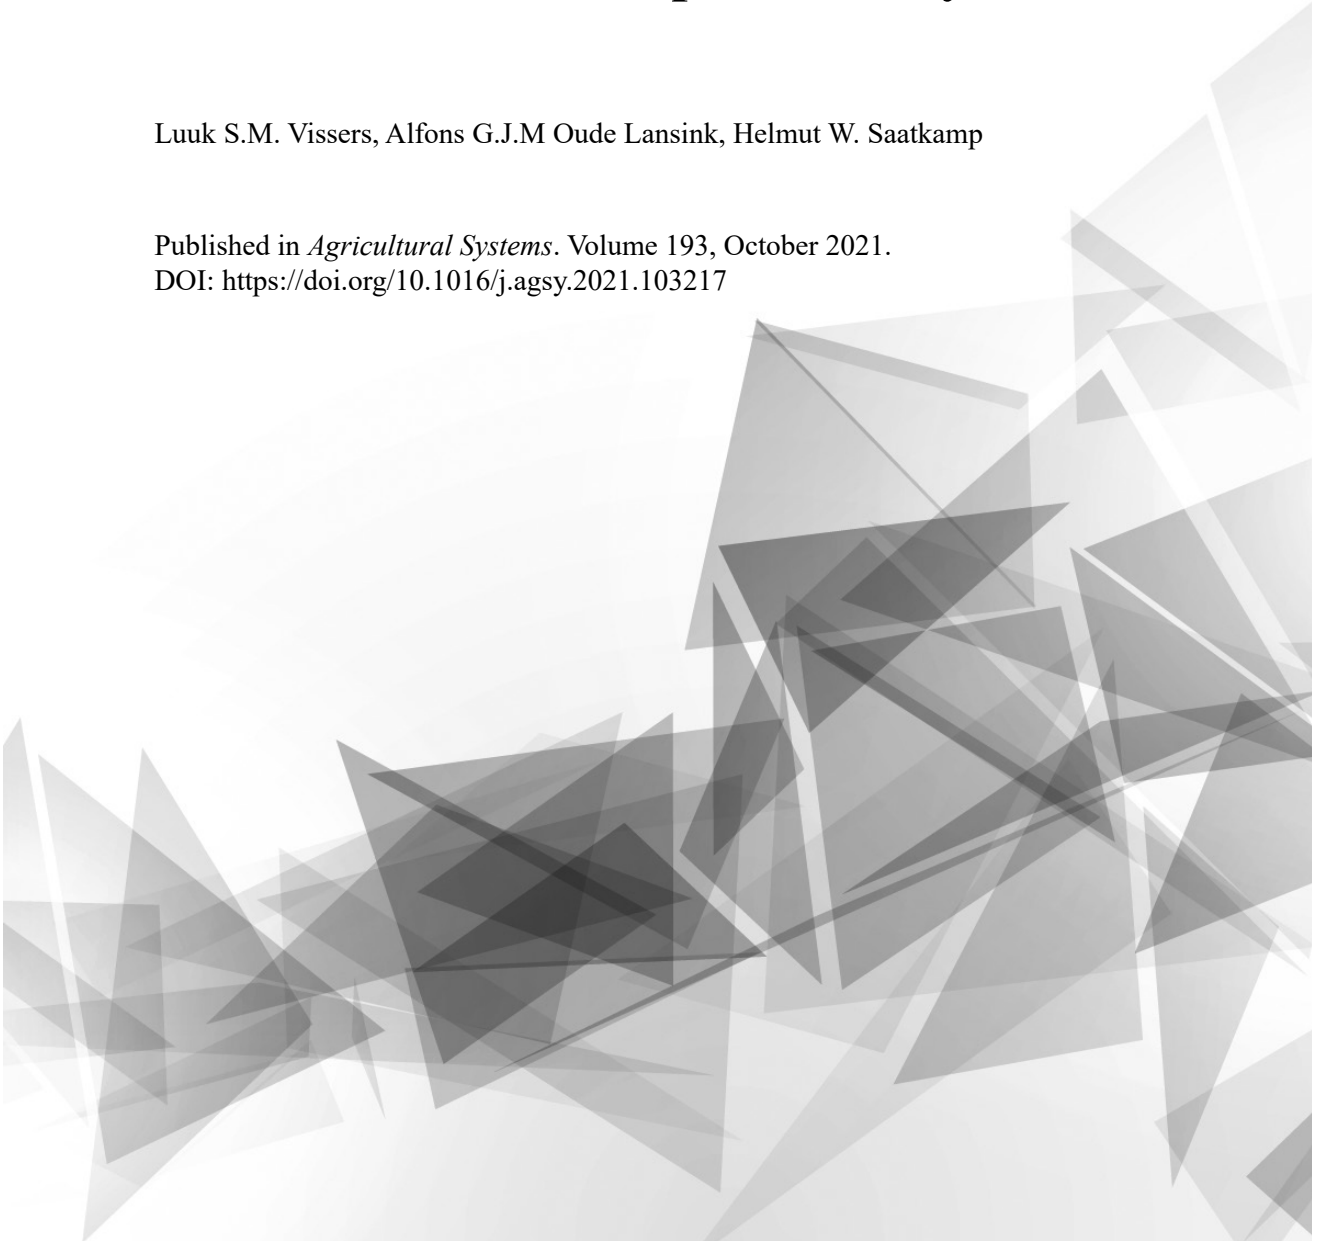 Luuk S.M. Vissers, Alfons G.J.M Oude Lansink, Helmut W. Saatkamp
Published in Agricultural Systems. Volume 193, October 2021.
DOI: https://doi.org/10.1016/j.agsy.2021.103217